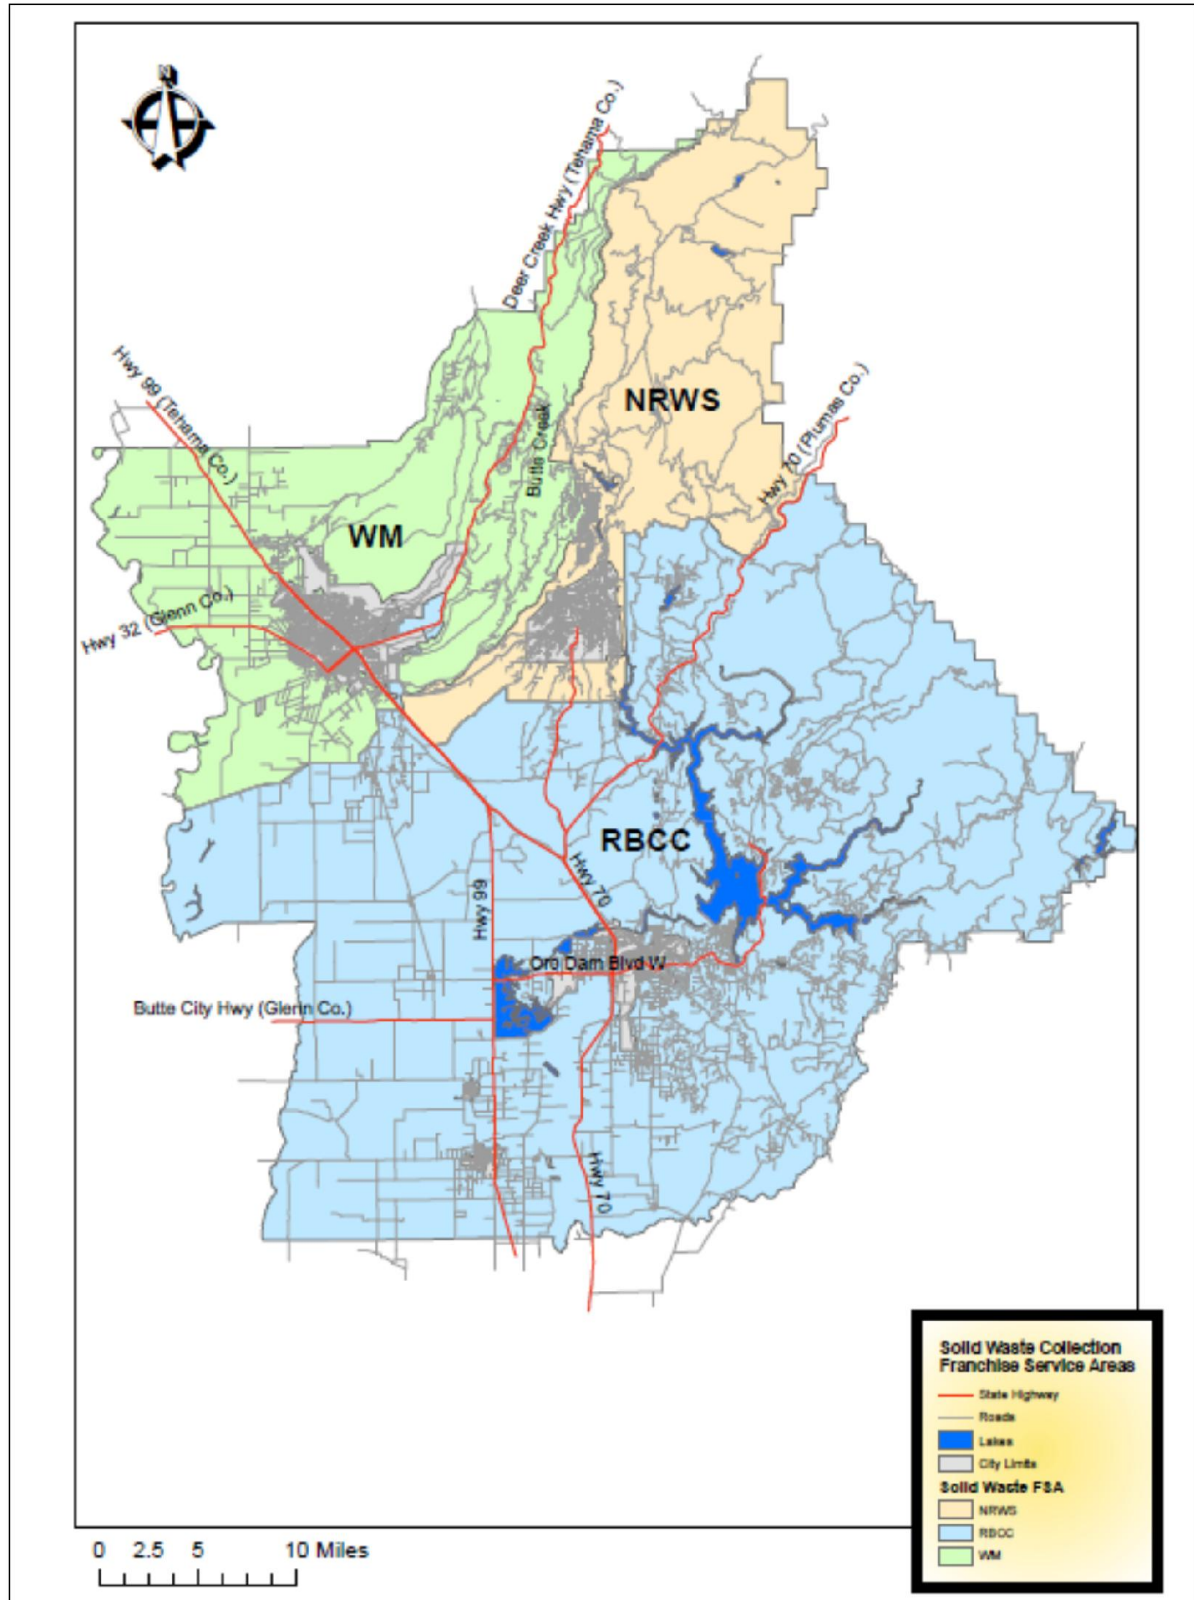 N
Deer Creek Hwy (Tehama Co.)
NRWS
Hwy 99 (Tehama Co.)
Hwy 70 (Plumas Co.)
Butte Creek
WM
Hwy 32 (Glenn Co.)
RBCC
Hwy 70
Hwy 99
Oro Dam Blvd W
Butte City Hwy (Glenn Co.)
Hwy 70
Solid Waste Collection
Franchise Service Areas
State Highway
Roads
Lakes
City Limits
Solid Waste FSA
NRWS
RBCC
WM
0 2.5 5 10 Miles